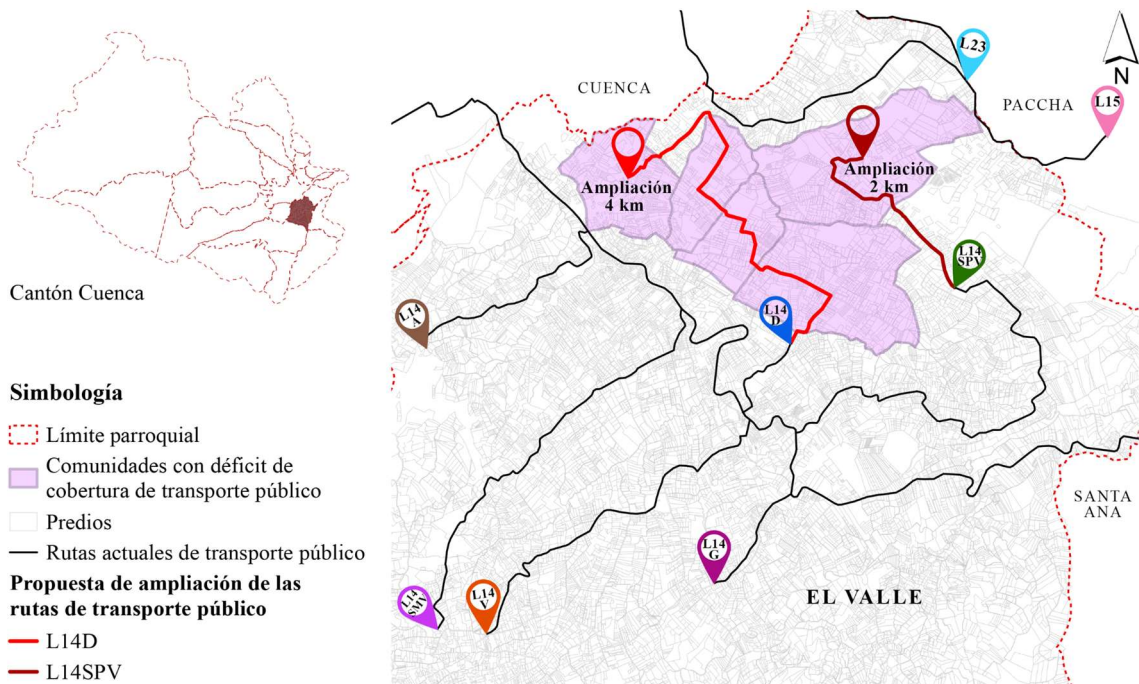 Cantón Cuenca
Simbología
Límite parroquial
Comunidades con déficit de
cobertura de transporte público
Predios
Rutas actuales de transporte público
Propuesta de ampliación de las
rutas de transporte público
L14D
L14SPV
CUENCA
L23
N
PACCHA
L15
Ampliación
4 km
Ampliación
2 km
L14
SPV
L14
A
L14
D
SANTA
ANA
L14
G
EL VALLE
L14
SMV
L14
V